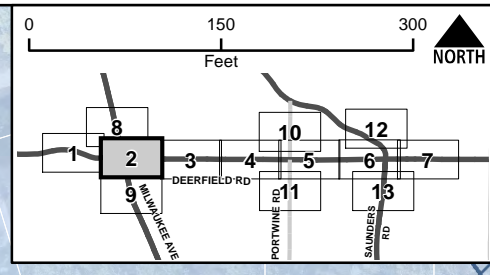 0 150 300
Feet
NORTH
8 10 12
1 2 3 4 5 6 7
DEERFIELD RD
9 11 13
MILWAUKEE AVE
PORTWINE RD
SAUNDERS
RD